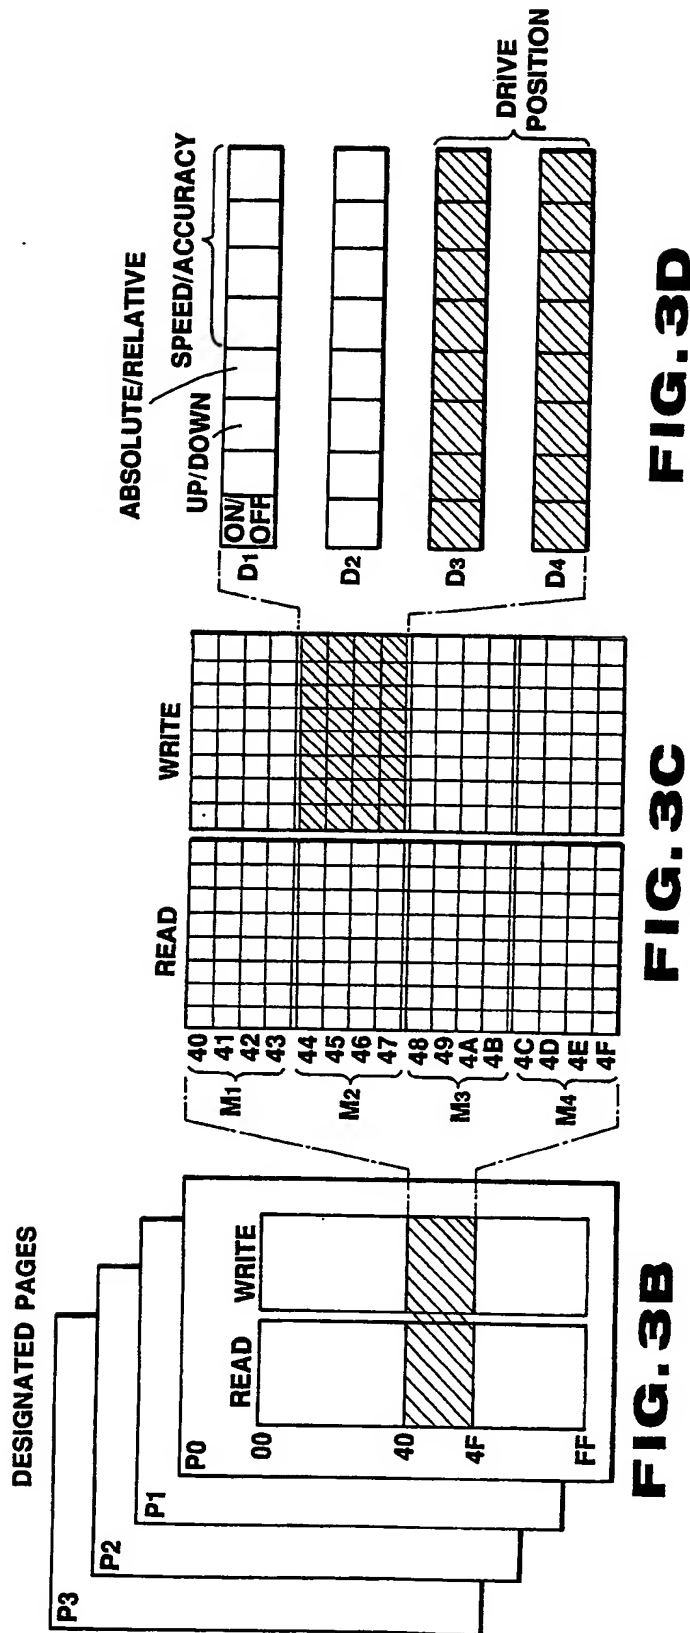 DESIGNATED PAGES
P3
P2
P1
P0
READ
WRITE
00
40
4F
FF
FIG.3B
READ
WRITE
M1
40
41
42
43
M2
44
45
46
47
M3
48
49
4A
4B
M4
4C
4D
4E
4F
FIG.3C
ABSOLUTE/RELATIVE
UP/DOWN
SPEED/ACCURACY
ON/
OFF
D1
D2
D3
D4
DRIVE
POSITION
FIG.3D